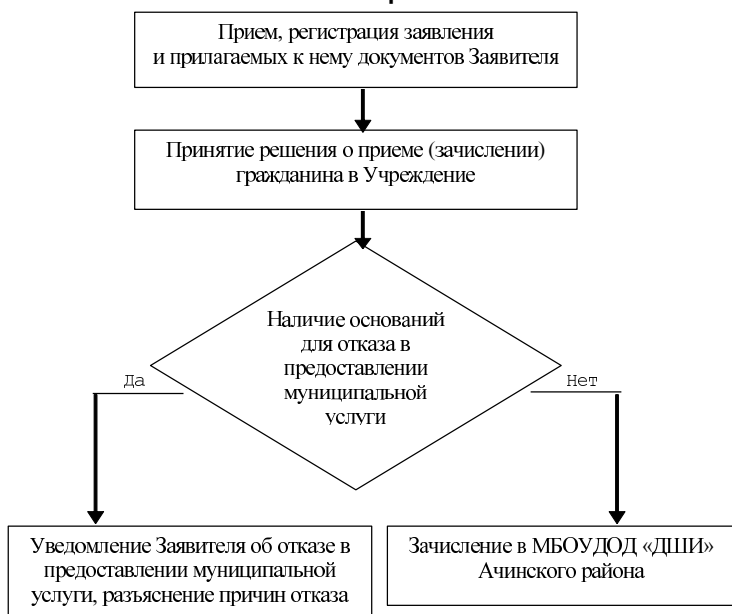 Прием, регистрация заявления
и прилагаемых к нему документов Заявителя
Принятие решения о приеме (зачислении)
гражданина в Учреждение
Наличие оснований
для отказа в
предоставлении
муниципальной
услуги
Да
Нет
Уведомление Заявителя об отказе в
предоставлении муниципальной
услуги, разъяснение причин отказа
Зачисление в МБОУДОД «ДШИ»
Ачинского района